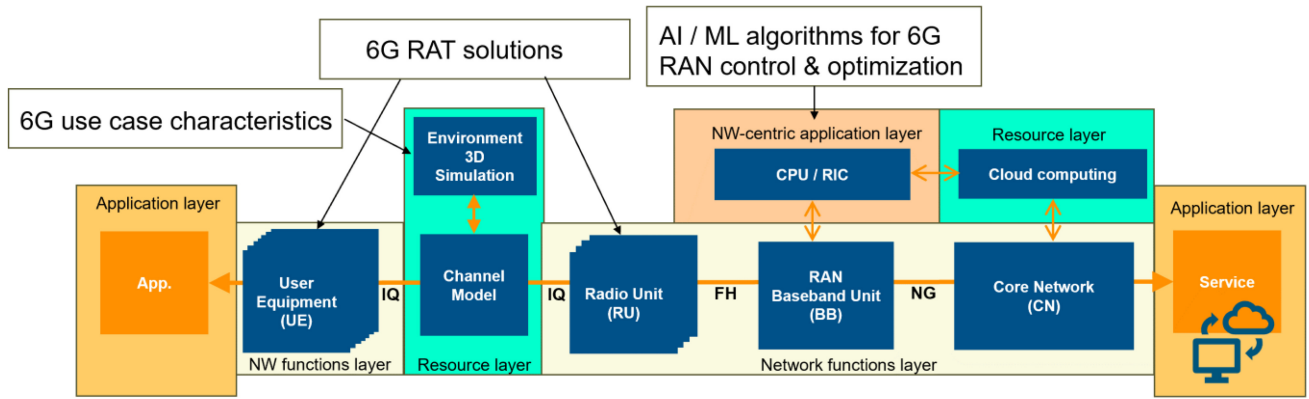 6G RAT solutions
AI / ML algorithms for 6G
RAN control & optimization
6G use case characteristics
Environment
3D
Simulation
NW-centric application layer
CPU / RIC
Resource layer
Cloud computing
Application layer
App.
User
Equipment
(UE)
NW functions layer
IQ
Channel
Model
Resource layer
IQ
Radio Unit
(RU)
FH
RAN
Baseband Unit
(BB)
NG
Core Network
(CN)
Network functions layer
Application layer
Service